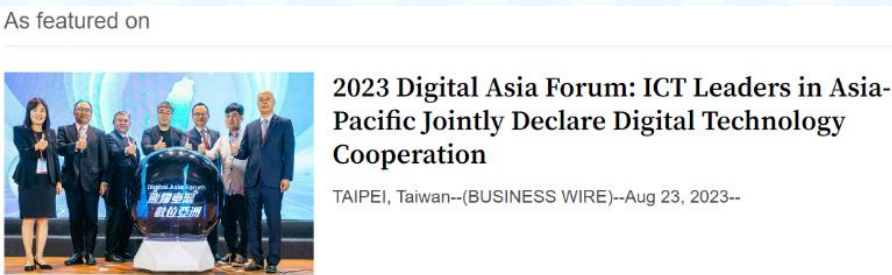 As featured on
2023 Digital Asia Forum: ICT Leaders in Asia-
Pacific Jointly Declare Digital Technology
Cooperation
TAIPEI, Taiwan--(BUSINESS WIRE)--Aug 23, 2023--
Digital Asia Forum
數位亞洲